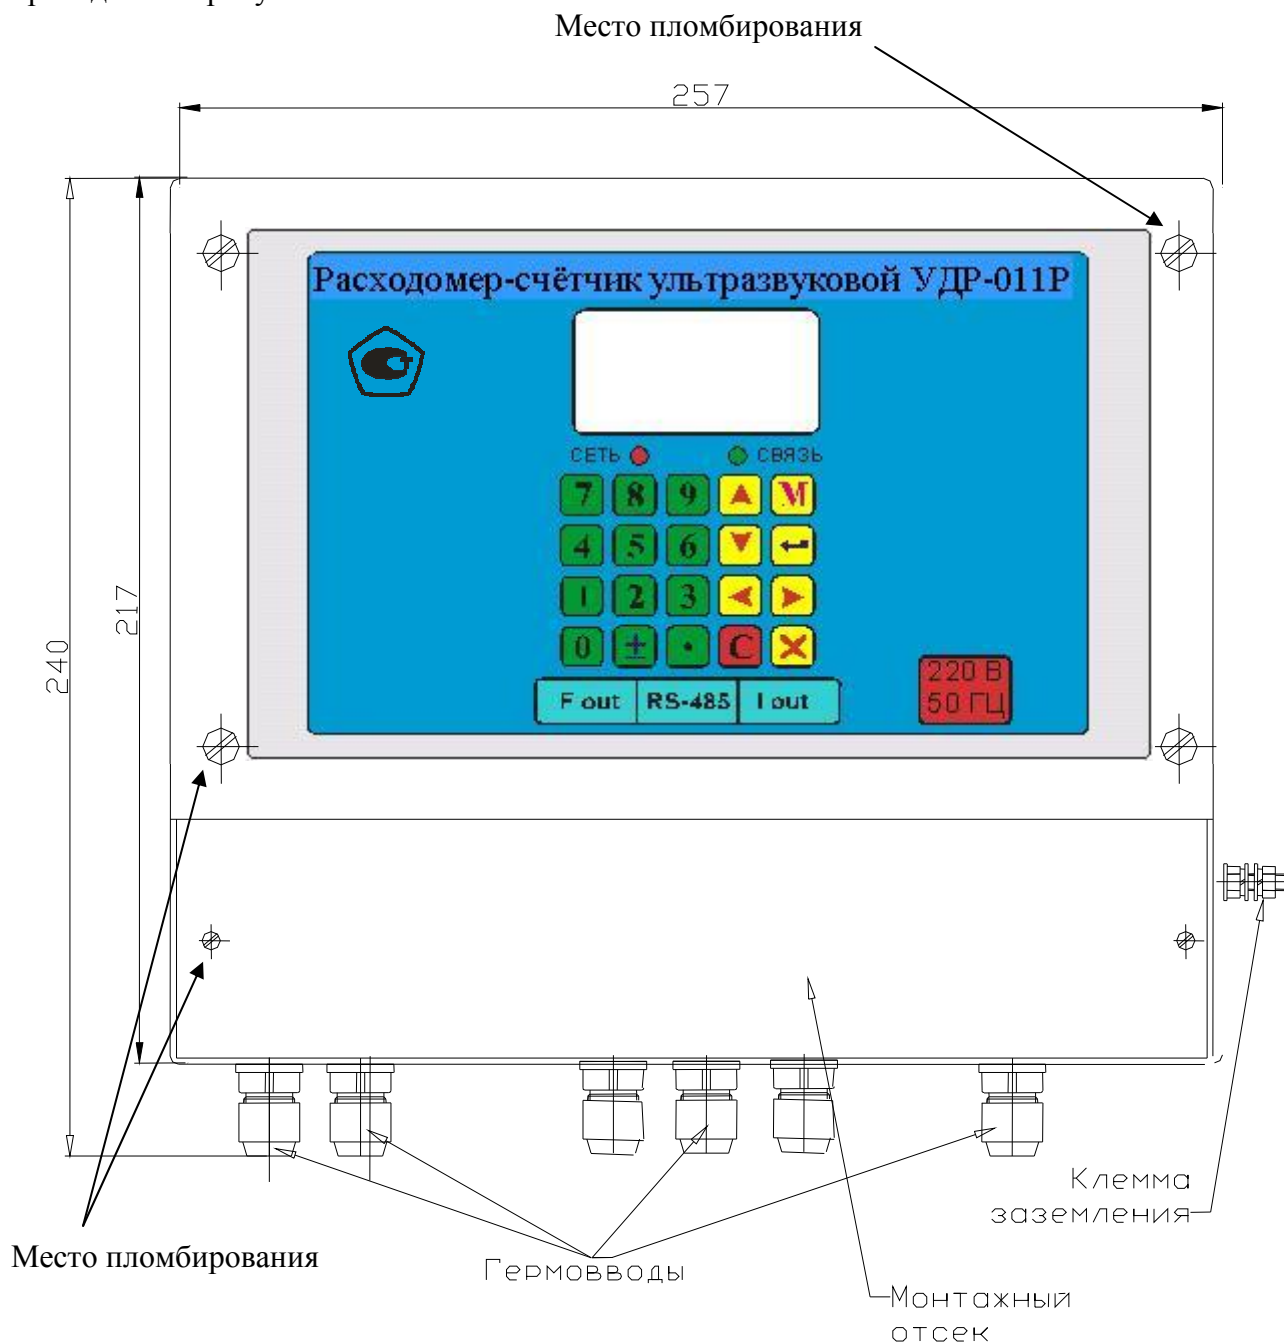 Место пломбирования
257
Расходомер-счётчик ультразвуковой УДР-011Р
СЕТЬ СВЯЗЬ
7 8 9 M
4 5 6
1 2 3
0 ± . C
220 В
50 ГЦ
F out RS-485 I out
217
240
Клемма
заземления
Место пломбирования
Гермовводы
Монтажный
отсек